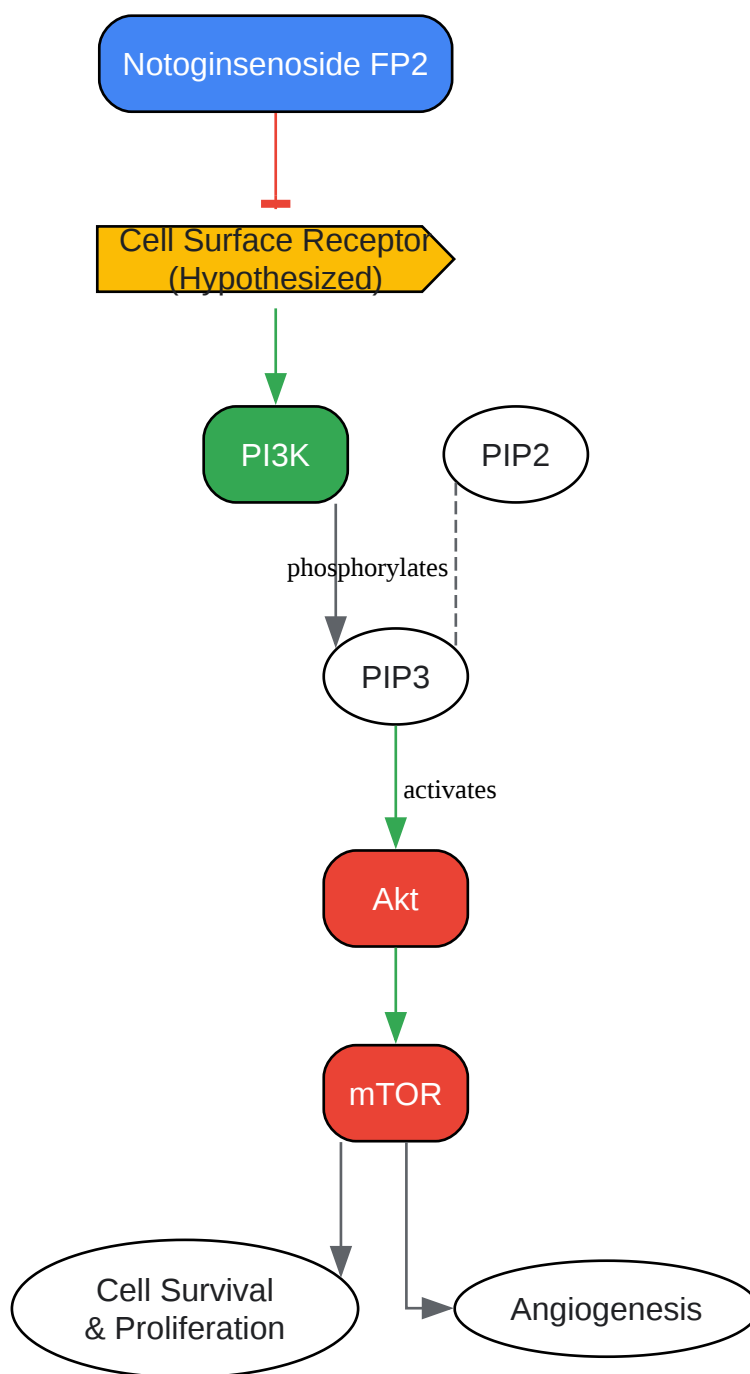 Notoginsenoside FP2
Cell Surface Receptor
(Hypothesized)
PI3K
PIP2
phosphorylates
PIP3
activates
Akt
mTOR
Cell Survival
& Proliferation
Angiogenesis